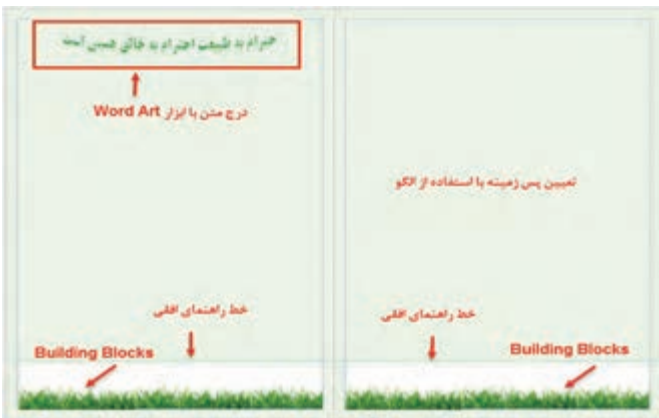 احترام به طبیعت احترام به خالق هستی است
درج متن با ابزار Word Art
تعیین پس زمینه با استفاده از الگو
خط راهنمای افقی
خط راهنمای افقی
Building Blocks
Building Blocks